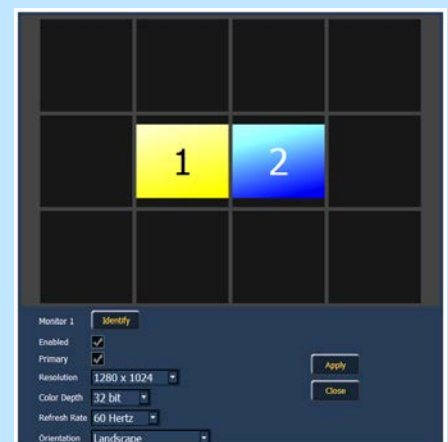 1 2
Monitor 1 Identify
Enabled
Primary
Resolution 1280 x 1024
Apply
Color Depth 32 bit
Close
Refresh Rate 60 Hertz
Orientation Landscape